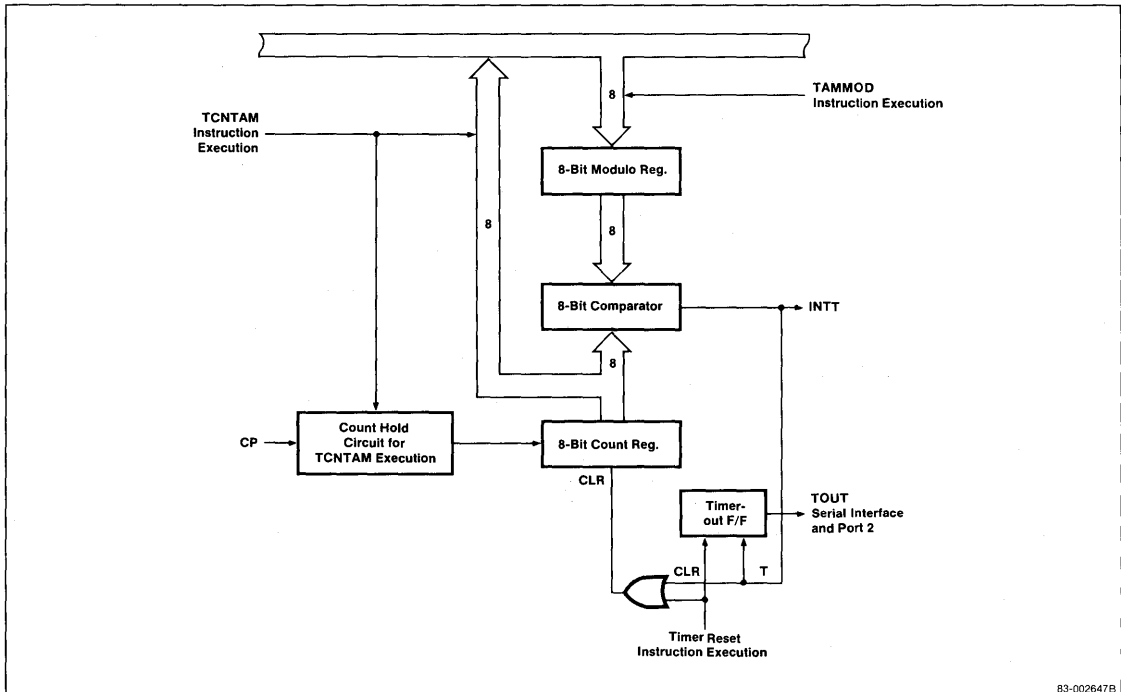 8
TAMMOD
Instruction Execution
TCNTAM
Instruction
Execution
8-Bit Modulo Reg.
8
8
8-Bit Comparator
INTT
8
Count Hold
Circuit for
TCNTAM Execution
CP
8-Bit Count Reg.
CLR
Timer-
out F/F
TOUT
Serial Interface
and Port 2
CLR
T
Timer Reset
Instruction Execution
83-002647B